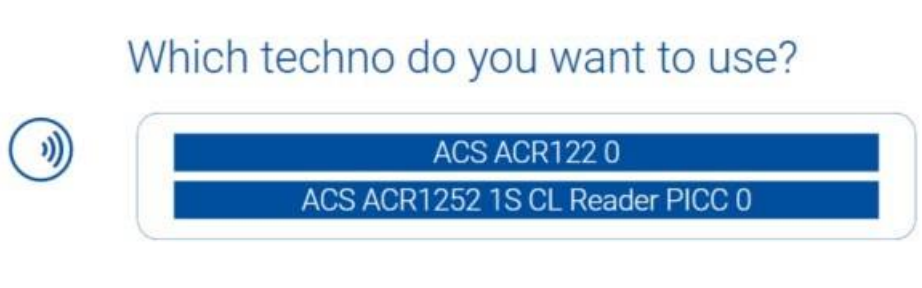 Which techno do you want to use?
ACS ACR122 0
ACS ACR1252 1S CL Reader PICC 0